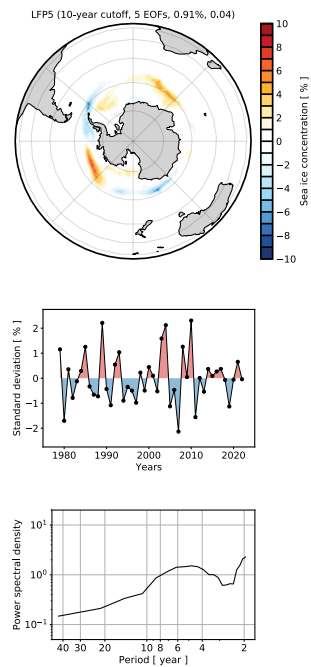 LFP5 (10-year cutoff, 5 EOFs, 0.91%, 0.04)
10
8
6
4
2
0
−2
−4
−6
−8
−10
Sea ice concentration [ % ]
2
1
0
−1
−2
Standard deviation [ % ]
1980 1990 2000 2010 2020
Years
10¹
10⁰
10⁻¹
Power spectral density
40 30 20 10 8 6 4 2
Period [ year ]